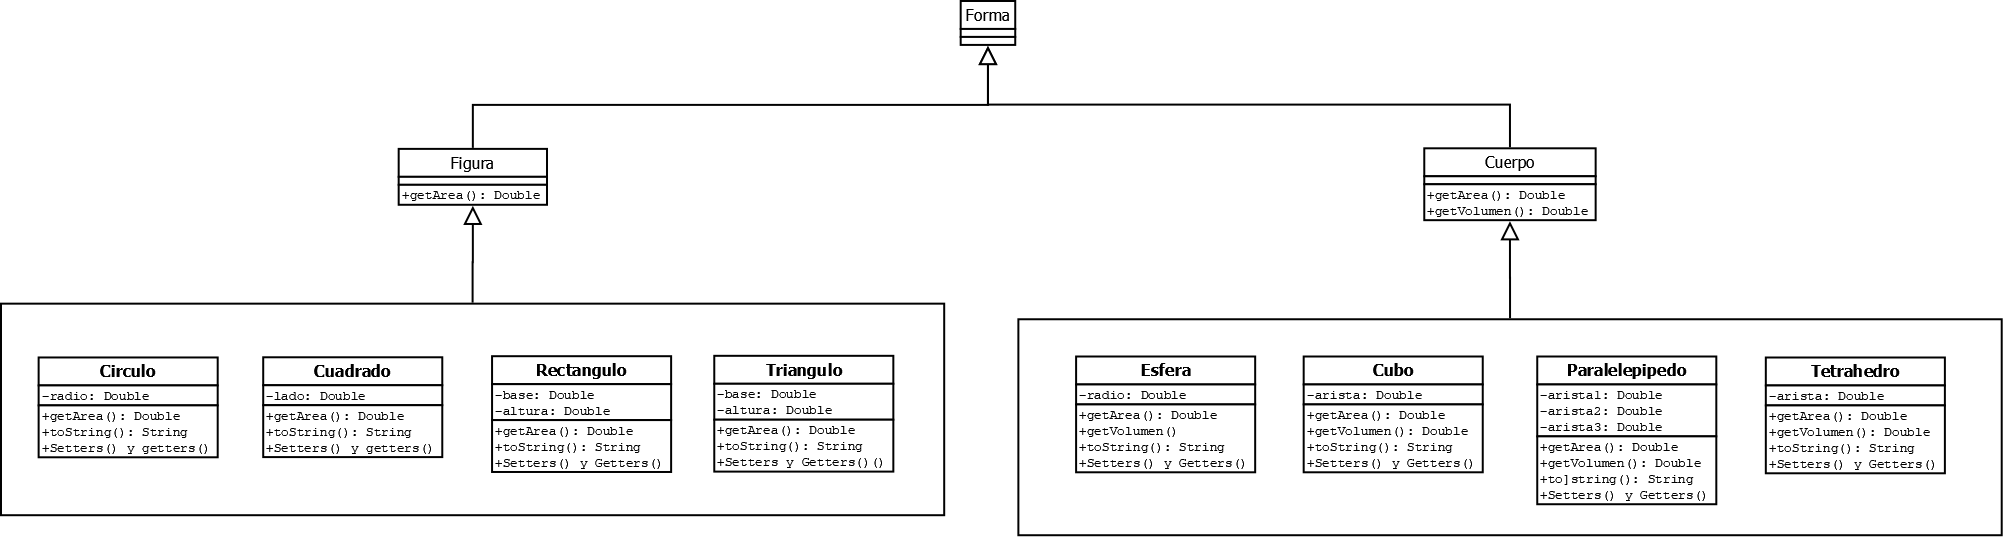 Forma
Figura
+getArea(): Double
Cuerpo
+getArea(): Double
+getVolumen(): Double
Circulo
-radio: Double
+getArea(): Double
+toString(): String
+Setters() y getters()
Cuadrado
-lado: Double
+getArea(): Double
+toString(): String
+Setters() y getters()
Rectangulo
-base: Double
-altura: Double
+getArea(): Double
+toString(): String
+Setters() y Getters()
Triangulo
-base: Double
-altura: Double
+getArea(): Double
+toString(): String
+Setters y Getters()()
Esfera
-radio: Double
+getArea(): Double
+getVolumen()
+toString(): String
+Setters() y Getters()
Cubo
-arista: Double
+getArea(): Double
+getVolumen(): Double
+toString(): String
+Setters() y Getters()
Paralelepipedo
-arista1: Double
-arista2: Double
-arista3: Double
+getArea(): Double
+getVolumen(): Double
+to]string(): String
+Setters() y Getters()
Tetrahedro
-arista: Double
+getArea(): Double
+getVolumen(): Double
+toString(): String
+Setters() y Getters()